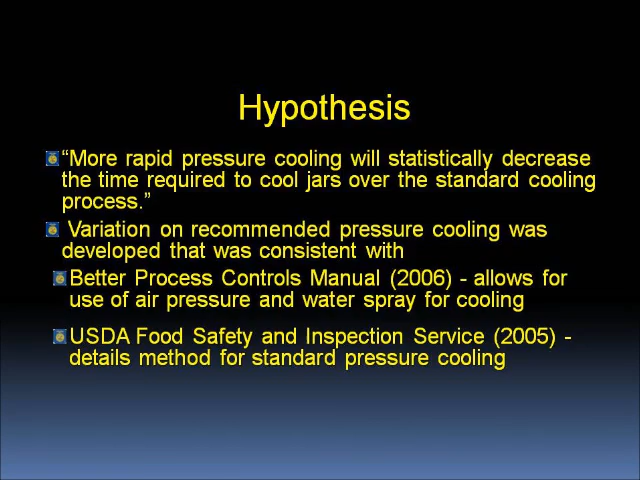 Hypothesis
“More rapid pressure cooling will statistically decrease
the time required to cool jars over the standard cooling
process.”
Variation on recommended pressure cooling was
developed that was consistent with
Better Process Controls Manual (2006) - allows for
use of air pressure and water spray for cooling
USDA Food Safety and Inspection Service (2005) -
details method for standard pressure cooling